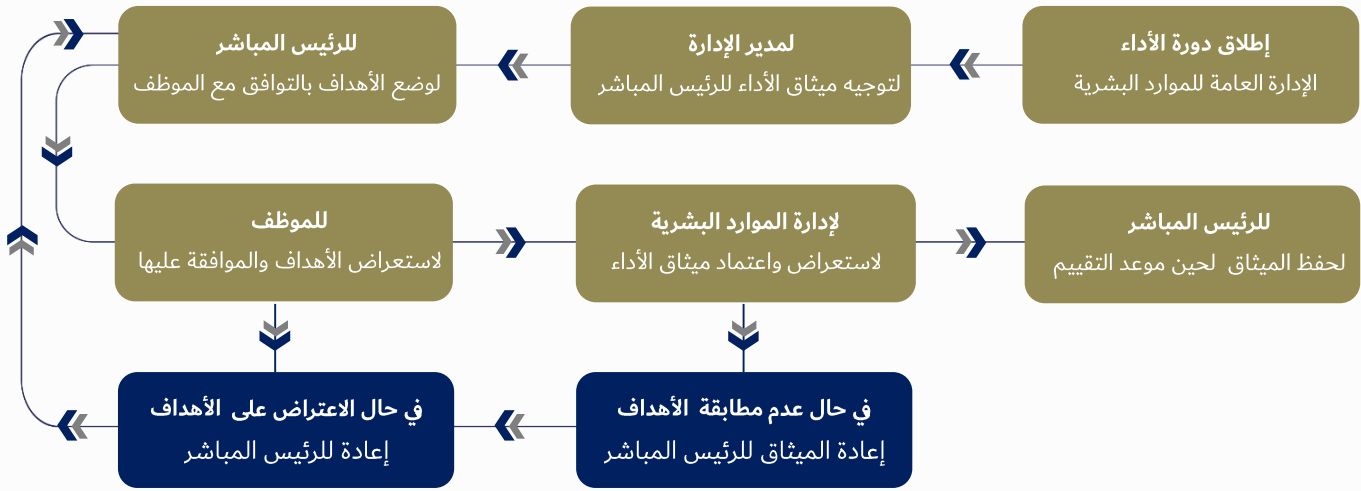 إطلاق دورة الأداء
الإدارة العامة للموارد البشرية
لمدير الإدارة
لتوجيه ميثاق الأداء للرئيس المباشر
للرئيس المباشر
لوضع الأهداف بالتوافق مع الموظف
للموظف
لاستعراض الأهداف والموافقة عليها
لإدارة الموارد البشرية
لاستعراض واعتماد ميثاق الأداء
للرئيس المباشر
لحفظ الميثاق لحين موعد التقييم
في حال عدم مطابقة الأهداف
إعادة الميثاق للرئيس المباشر
في حال الاعتراض على الأهداف
إعادة للرئيس المباشر